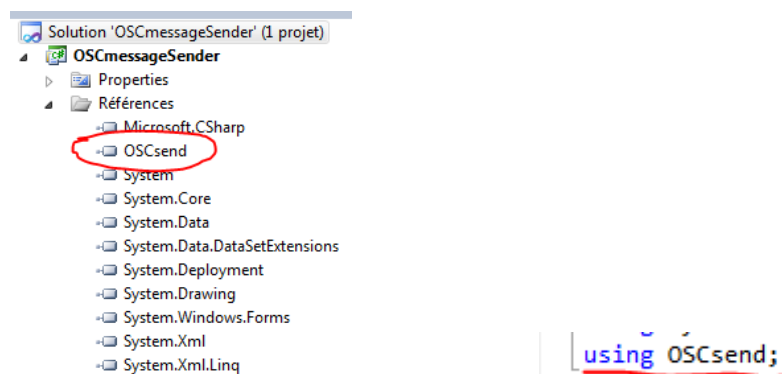 Solution 'OSCmessageSender' (1 projet)
OSCmessageSender
Properties
Références
Microsoft.CSharp
OSCsend
System
System.Core
System.Data
System.Data.DataSetExtensions
System.Deployment
System.Drawing
System.Windows.Forms
System.Xml
System.Xml.Linq
using OSCsend;